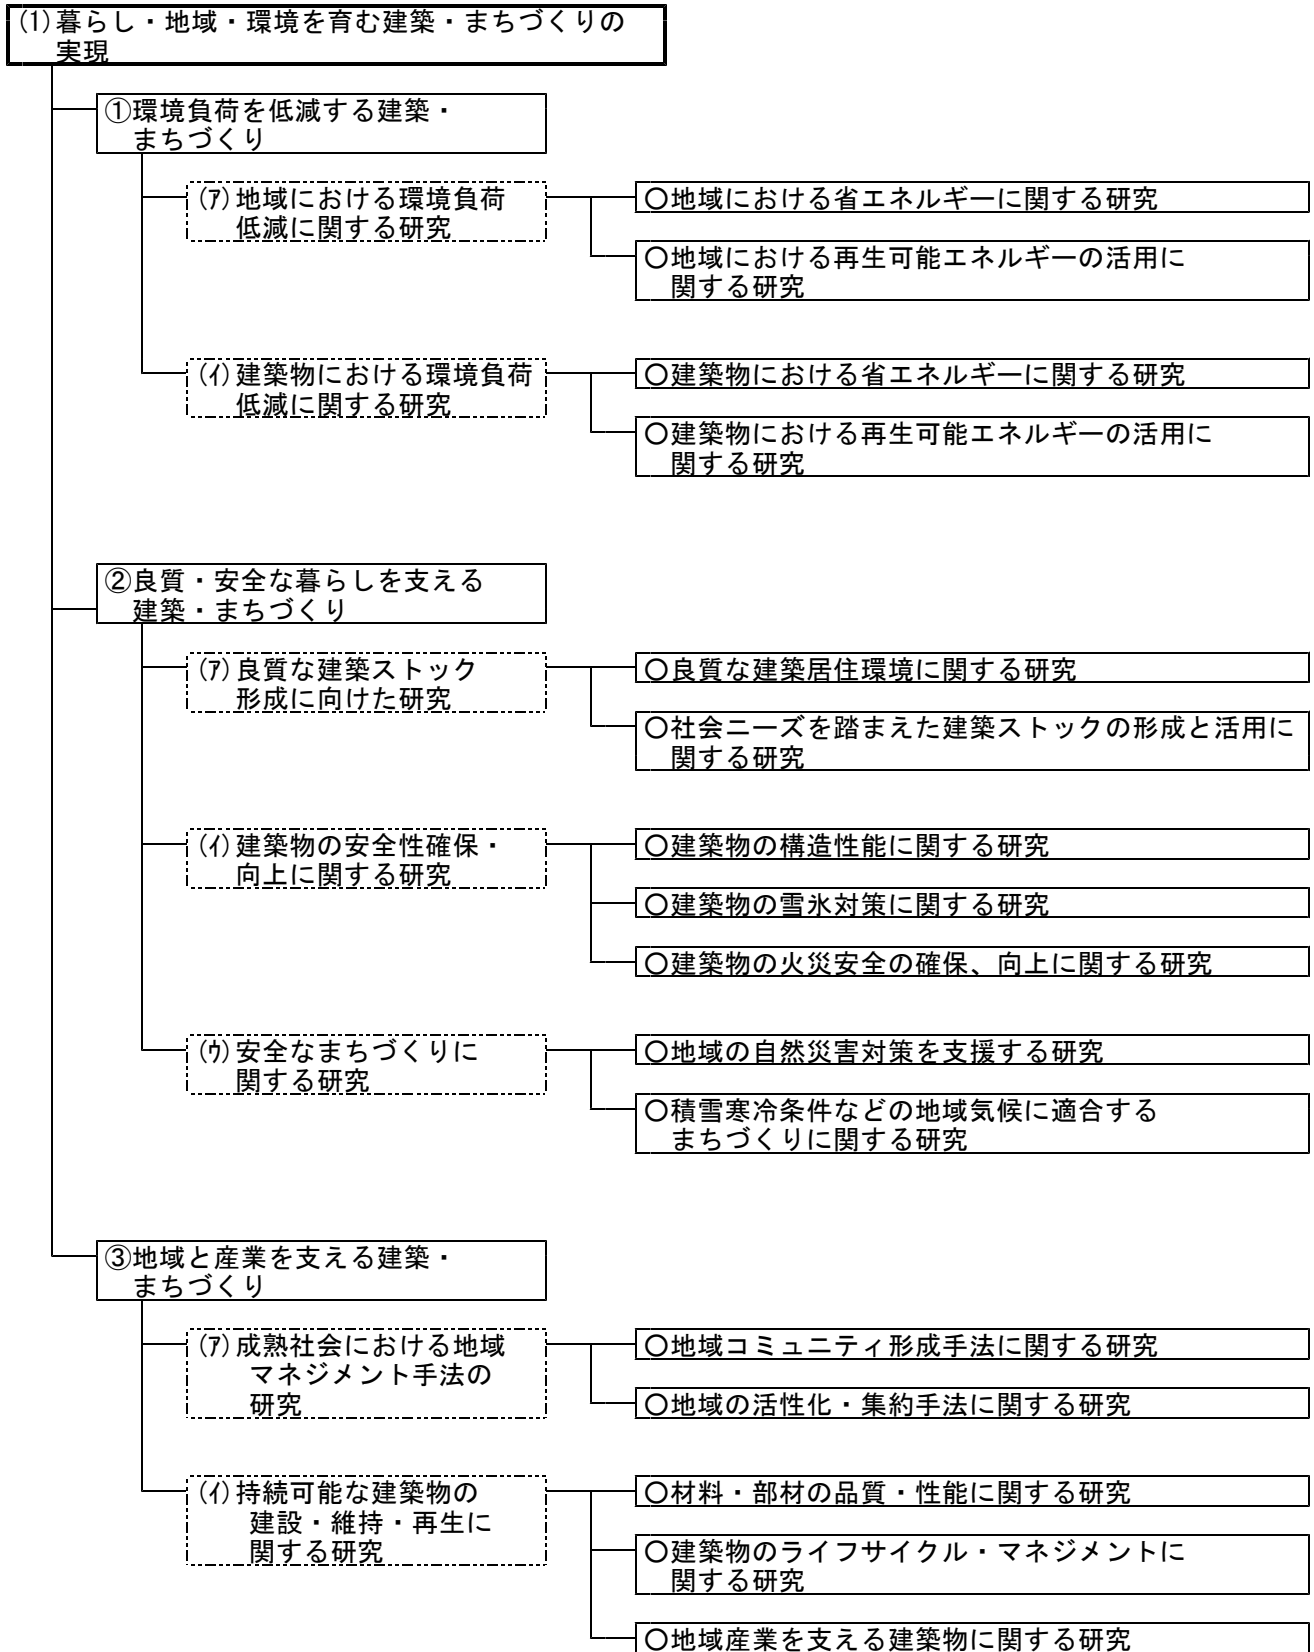 (1)暮らし・地域・環境を育む建築・まちづくりの
実現
①環境負荷を低減する建築・
まちづくり
(ｱ)地域における環境負荷
低減に関する研究
〇地域における省エネルギーに関する研究
〇地域における再生可能エネルギーの活用に
関する研究
(ｲ)建築物における環境負荷
低減に関する研究
〇建築物における省エネルギーに関する研究
〇建築物における再生可能エネルギーの活用に
関する研究
②良質・安全な暮らしを支える
建築・まちづくり
(ｱ)良質な建築ストック
形成に向けた研究
〇良質な建築居住環境に関する研究
〇社会ニーズを踏まえた建築ストックの形成と活用に
関する研究
(ｲ)建築物の安全性確保・
向上に関する研究
〇建築物の構造性能に関する研究
〇建築物の雪氷対策に関する研究
〇建築物の火災安全の確保、向上に関する研究
(ｳ)安全なまちづくりに
関する研究
〇地域の自然災害対策を支援する研究
〇積雪寒冷条件などの地域気候に適合する
まちづくりに関する研究
③地域と産業を支える建築・
まちづくり
(ｱ)成熟社会における地域
マネジメント手法の
研究
〇地域コミュニティ形成手法に関する研究
〇地域の活性化・集約手法に関する研究
(ｲ)持続可能な建築物の
建設・維持・再生に
関する研究
〇材料・部材の品質・性能に関する研究
〇建築物のライフサイクル・マネジメントに
関する研究
〇地域産業を支える建築物に関する研究